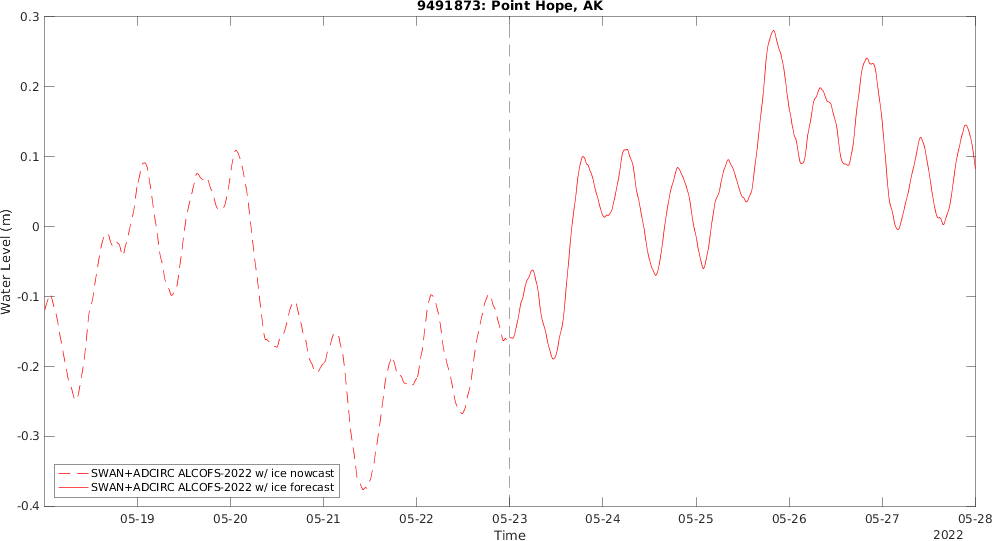 9491873: Point Hope, AK
0.3
0.2
0.1
0
-0.1
-0.2
-0.3
-0.4
Water Level (m)
SWAN+ADCIRC ALCOFS-2022 w/ ice nowcast
SWAN+ADCIRC ALCOFS-2022 w/ ice forecast
05-19 05-20 05-21 05-22 05-23 05-24 05-25 05-26 05-27 05-28
Time
2022